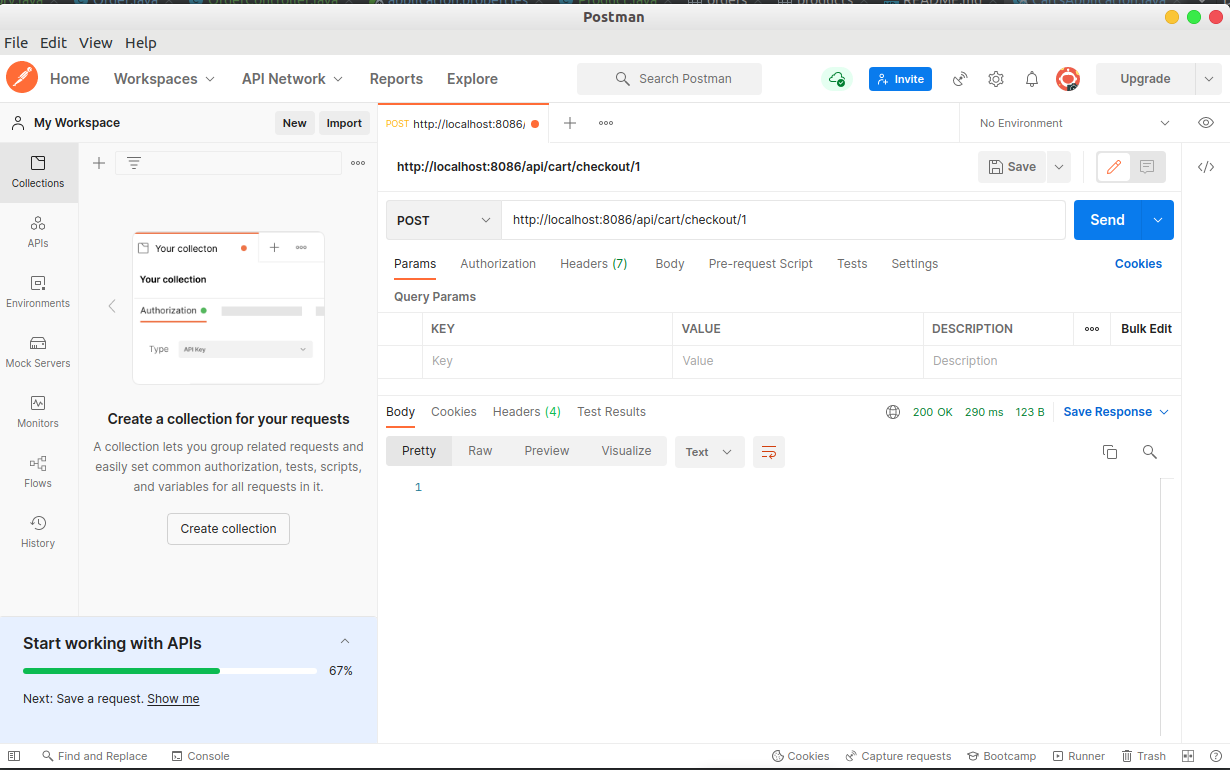 Postman
File Edit View Help
Home Workspaces API Network Reports Explore Search Postman Invite Upgrade
My Workspace New Import POST http://localhost:8086/ No Environment
Collections
APIs
Environments
Mock Servers
Monitors
Flows
History
Your collecton
Your collection
Authorization
Type API Key
Create a collection for your requests
A collection lets you group related requests and
easily set common authorization, tests, scripts,
and variables for all requests in it.
Create collection
Start working with APIs
67%
Next: Save a request. Show me
http://localhost:8086/api/cart/checkout/1 Save
POST http://localhost:8086/api/cart/checkout/1 Send
Params Authorization Headers (7) Body Pre-request Script Tests Settings Cookies
Query Params
KEY VALUE DESCRIPTION Bulk Edit
Key Value Description
Body Cookies Headers (4) Test Results 200 OK 290 ms 123 B Save Response
Pretty Raw Preview Visualize Text
1
Find and Replace Console Cookies Capture requests Bootcamp Runner Trash